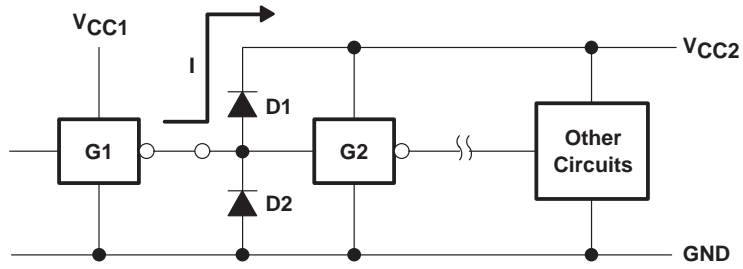 VCC1
I
VCC2
D1
G1
G2
Other
Circuits
D2
GND